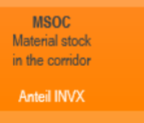 MSOC
Material stock
in the corridor
Anteil INVX